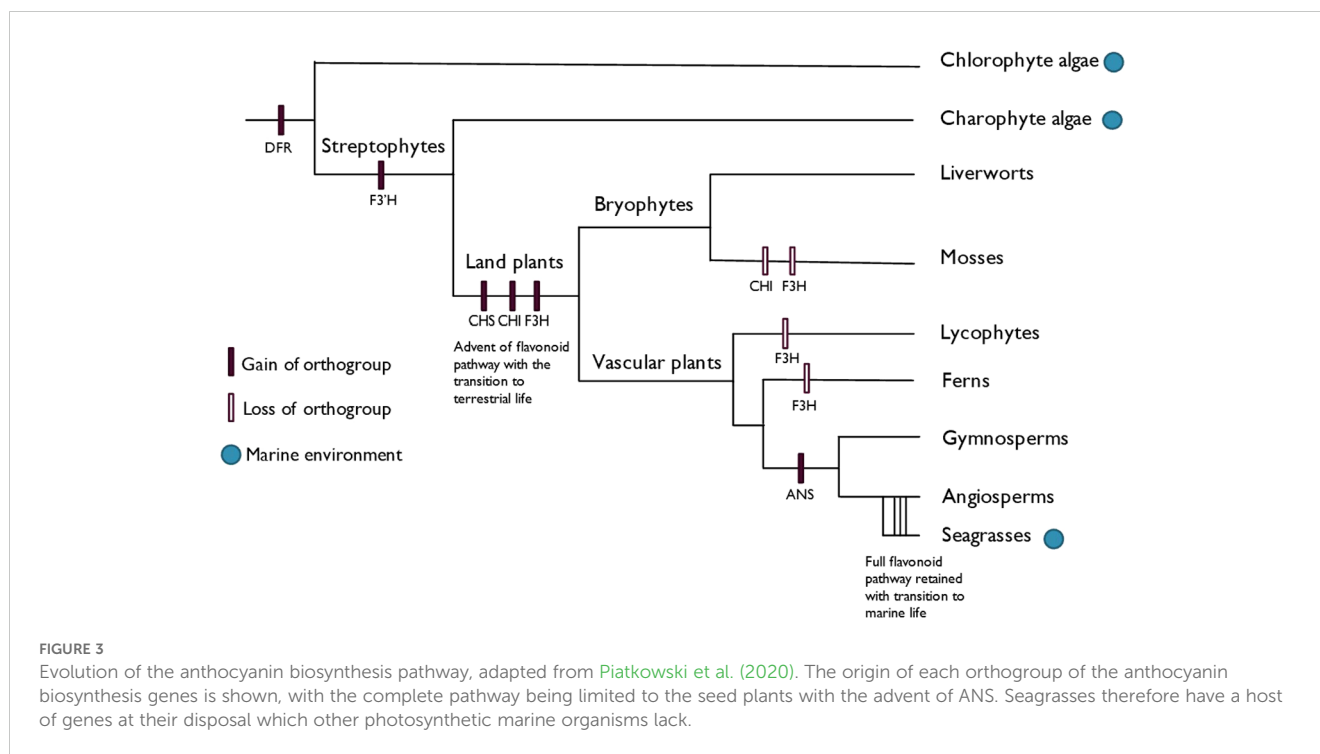 Chlorophyte algae
Charophyte algae
DFR
Streptophytes
F3'H
Liverworts
Bryophytes
Mosses
CHI F3H
Land plants
CHS CHI F3H
Advent of flavonoid
pathway with the
transition to
terrestrial life
Lycophytes
F3H
Vascular plants
Ferns
F3H
Gain of orthogroup
Loss of orthogroup
Marine environment
Gymnosperms
ANS
Angiosperms
Seagrasses
Full flavonoid
pathway retained
with transition to
marine life
FIGURE 3
Evolution of the anthocyanin biosynthesis pathway, adapted from Piatkowski et al. (2020). The origin of each orthogroup of the anthocyanin
biosynthesis genes is shown, with the complete pathway being limited to the seed plants with the advent of ANS. Seagrasses therefore have a host
of genes at their disposal which other photosynthetic marine organisms lack.